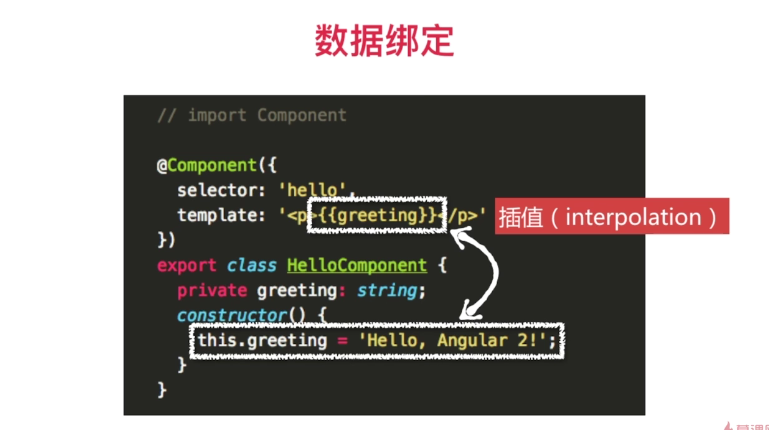 数据绑定
// import Component
@Component({
selector: 'hello',
template: '<p>{{greeting}}</p>'
插值（interpolation）
})
export class HelloComponent {
private greeting: string;
constructor() {
this.greeting = 'Hello, Angular 2!';
}
}